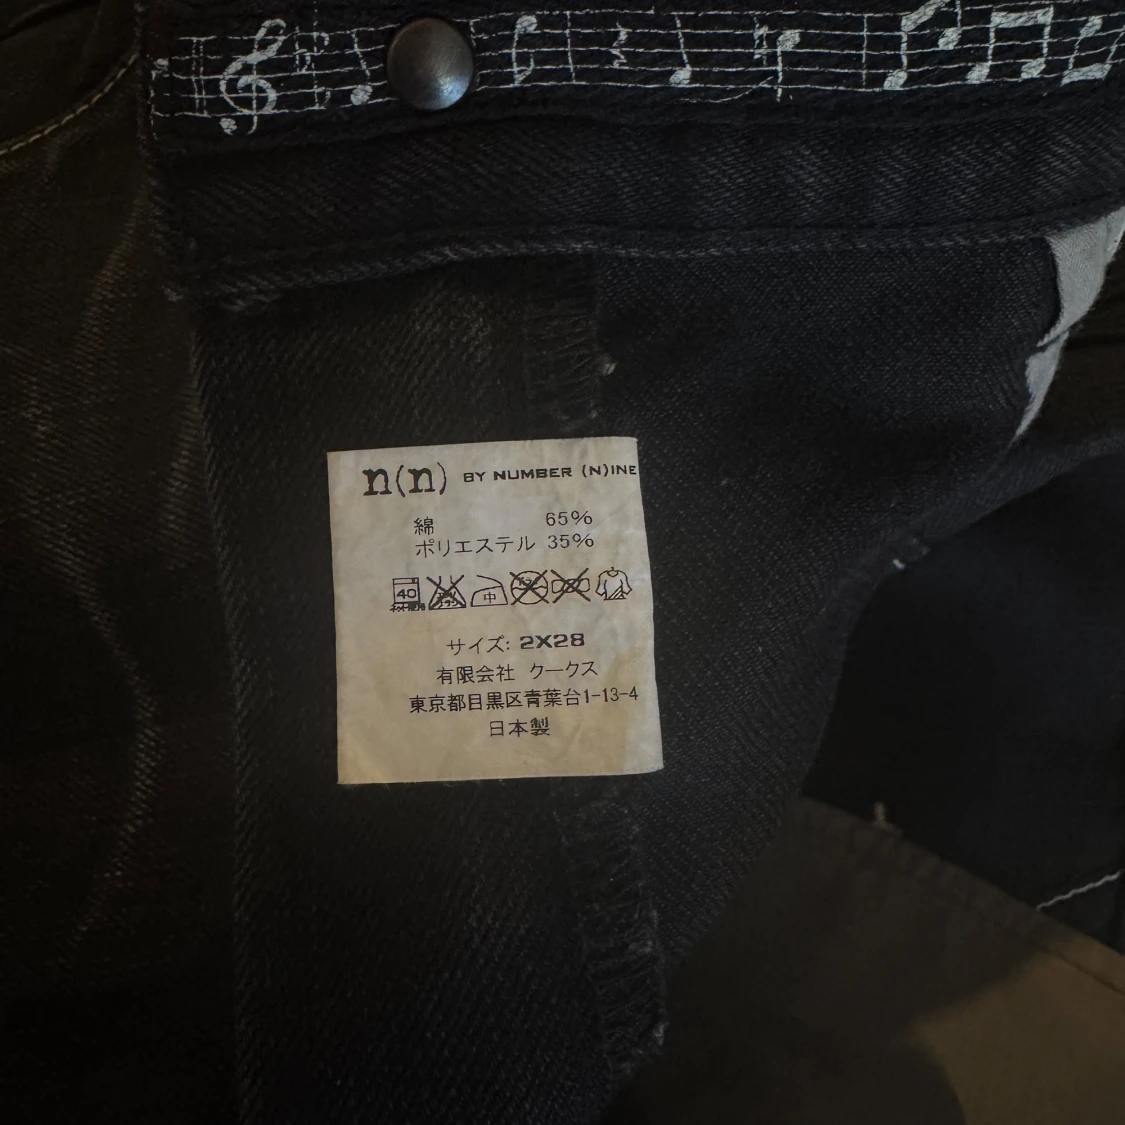 n(n) BY NUMBER (N)INE
綿 65%
ポリエステル 35%
40
中
サイズ: 2X28
有限会社 クークス
東京都目黒区青葉台1-13-4
日本製